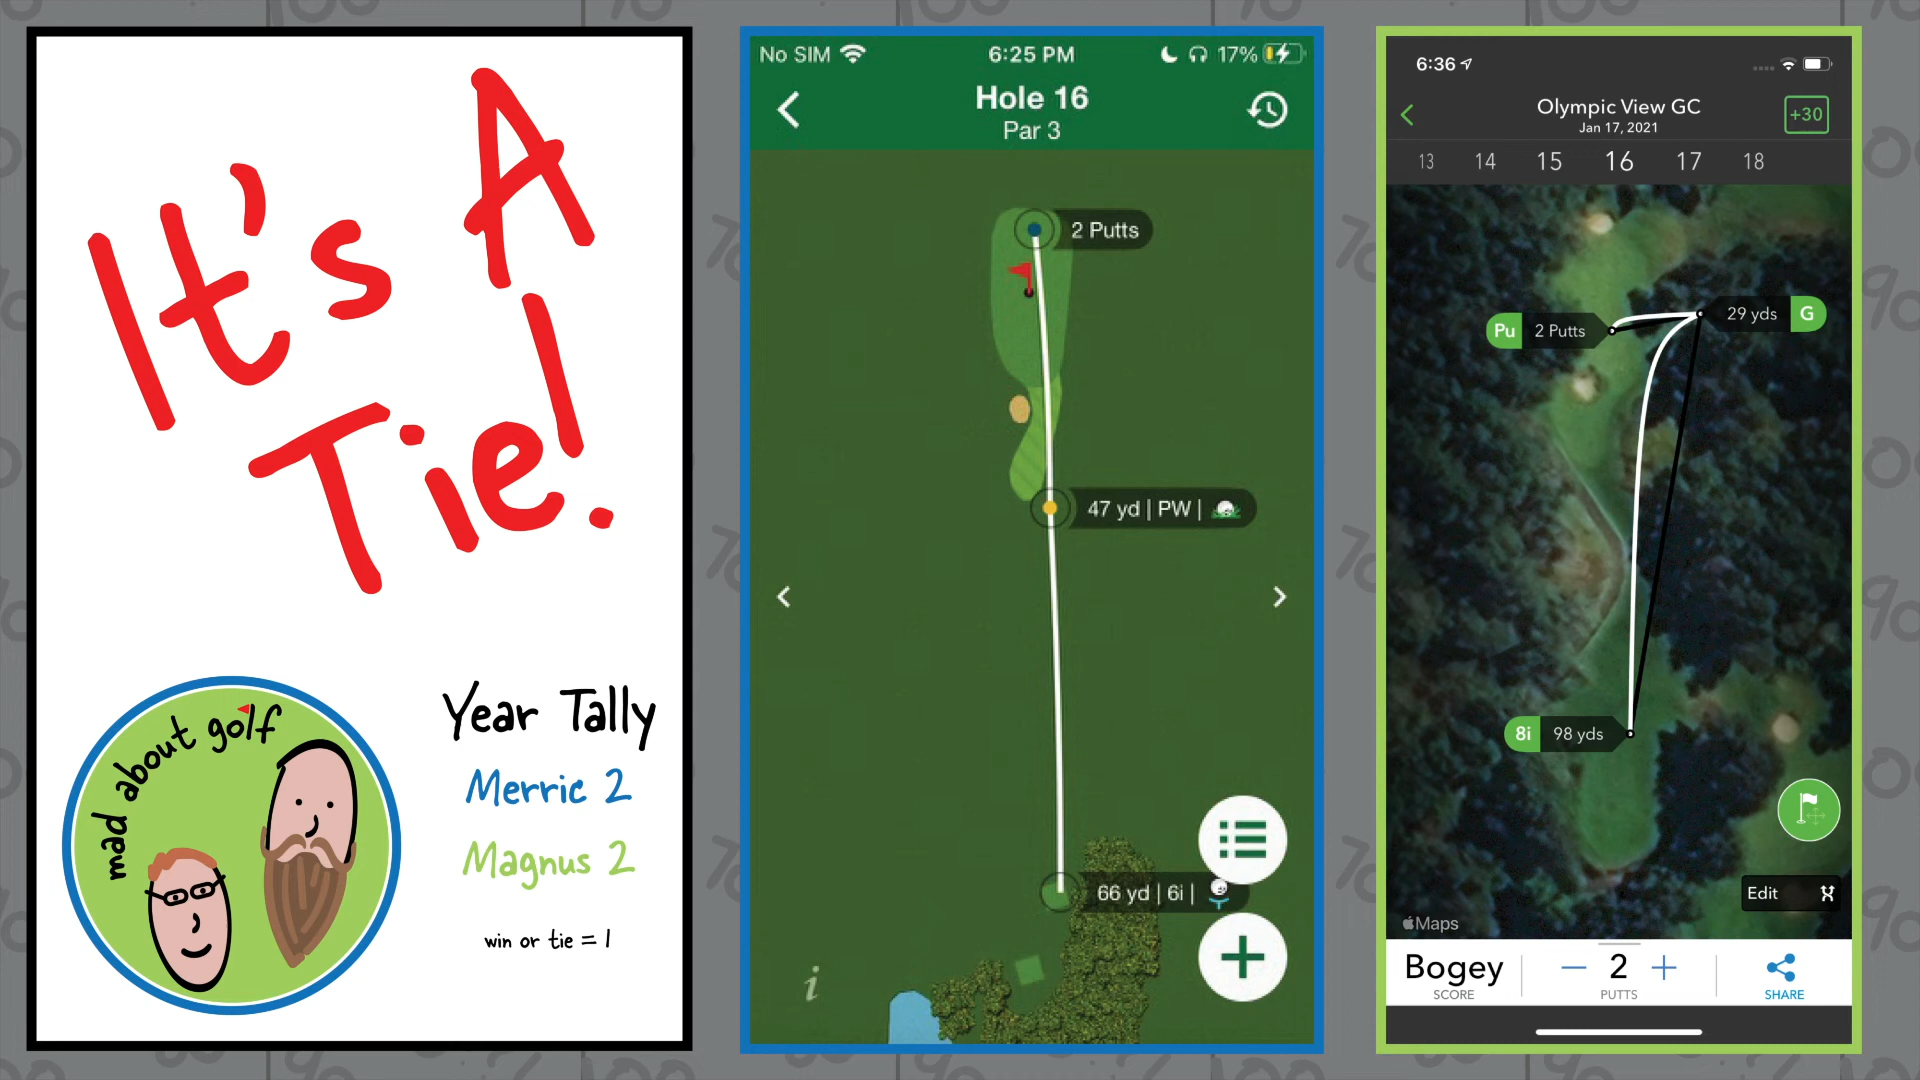 It's A
Tie!
mad about golf
Year Tally
Merric 2
Magnus 2
win or tie = 1
No SIM 6:25 PM 17%
Hole 16
Par 3
2 Putts
47 yd | PW |
66 yd | 6i |
i
6:36
Olympic View GC
Jan 17, 2021
+30
13 14 15 16 17 18
Pu 2 Putts
29 yds G
8i 98 yds
Edit
Maps
Bogey
SCORE
2
PUTTS
SHARE